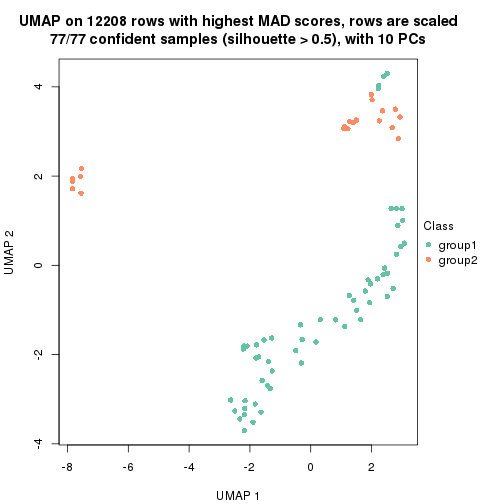 UMAP on 12208 rows with highest MAD scores, rows are scaled
77/77 confident samples (silhouette > 0.5), with 10 PCs
4
2
0
-2
-4
UMAP 2
-8
-6
-4
-2
0
2
UMAP 1
Class
group1
group2